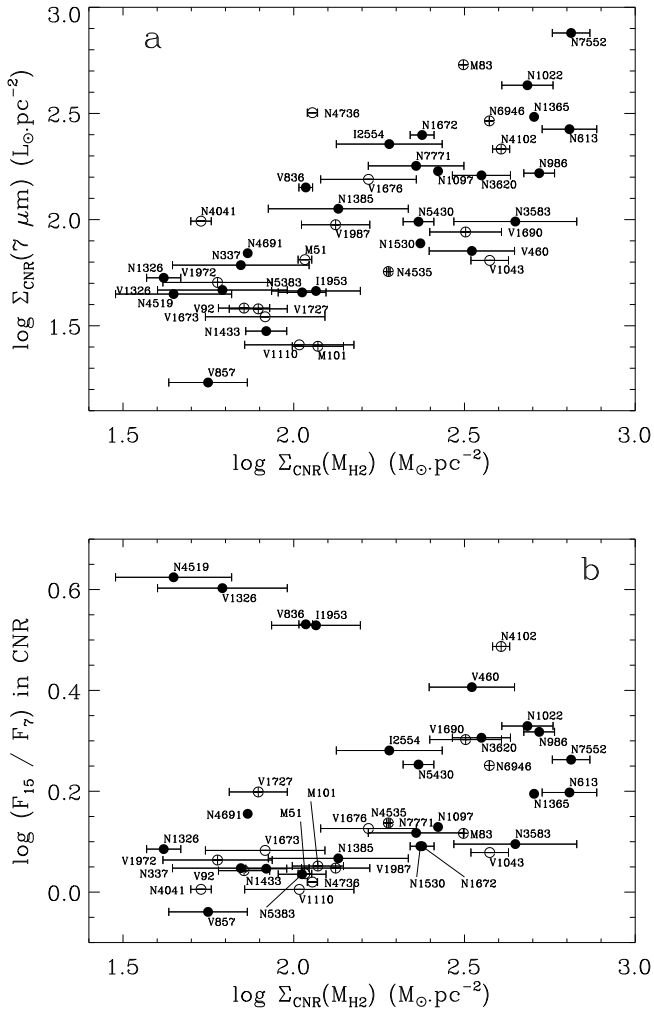 a
3.0
2.5
2.0
1.5
log Σ_CNR(7 μm) (L_⊙.pc^-2)
N7552
M83
N1022
N4736
N6946
N1365
I2554
N1672
N613
N4102
N7771
V836
V1676
N1097
N3620
N986
N1385
N4041
V1987
N5430
N3583
N4691
M51
N1530
V1690
N337
V460
N1326
V1972
N4535
V1043
V1326
N5383
I1953
N4519
V92
V1727
V1673
N1433
V1110
M101
V857
1.5
2.0
2.5
3.0
log Σ_CNR(M_H2) (M_⊙.pc^-2)
b
0.6
0.4
0.2
0.0
log (F_15 / F_7) in CNR
N4519
V1326
V836
I1953
N4102
V460
N1022
V1690
N986
I2554
N3620
N7552
N5430
N6946
V1727
M101
N613
N4691
M51
V1676
N4535
N7771
N1097
N1365
N1326
V1673
N1385
M83
N3583
V1972
V1987
V1043
N337
V92
N1433
N4736
N1530
N1672
N4041
N5383
V1110
V857
1.5
2.0
2.5
3.0
log Σ_CNR(M_H2) (M_⊙.pc^-2)